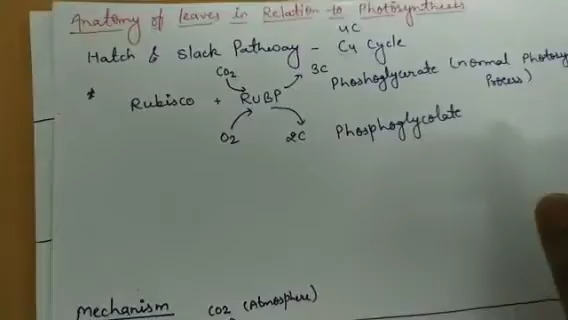 Anatomy of leaves in Relation to Photosynthesis
4C
Hatch & Slack Pathway - C4 Cycle
CO2 3C Phoshoglycerate (normal Photosy
* Rubisco + RUBP Process)
O2 2C Phosphoglycolate
Mechanism CO2 (Atmosphere)